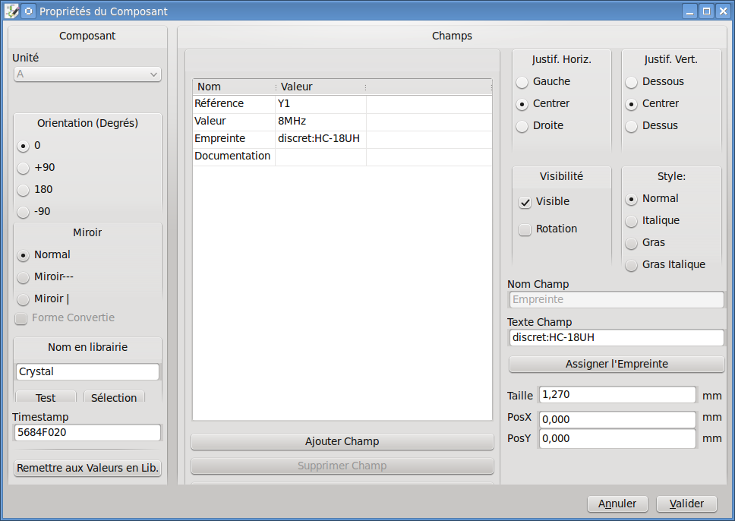 Propriétés du Composant
Composant
Unité
A
Orientation (Degrés)
0
+90
180
-90
Miroir
Normal
Miroir---
Miroir |
Forme Convertie
Nom en librairie
Crystal
Test Sélection
Timestamp
5684F020
Remettre aux Valeurs en Lib.
Champs
Nom Valeur
Référence Y1
Valeur 8MHz
Empreinte discret:HC-18UH
Documentation
Ajouter Champ
Supprimer Champ
Justif. Horiz.
Gauche
Centrer
Droite
Justif. Vert.
Dessous
Centrer
Dessus
Visibilité
Visible
Rotation
Style:
Normal
Italique
Gras
Gras Italique
Nom Champ
Empreinte
Texte Champ
discret:HC-18UH
Assigner l'Empreinte
Taille 1,270 mm
PosX 0,000 mm
PosY 0,000 mm
Annuler Valider